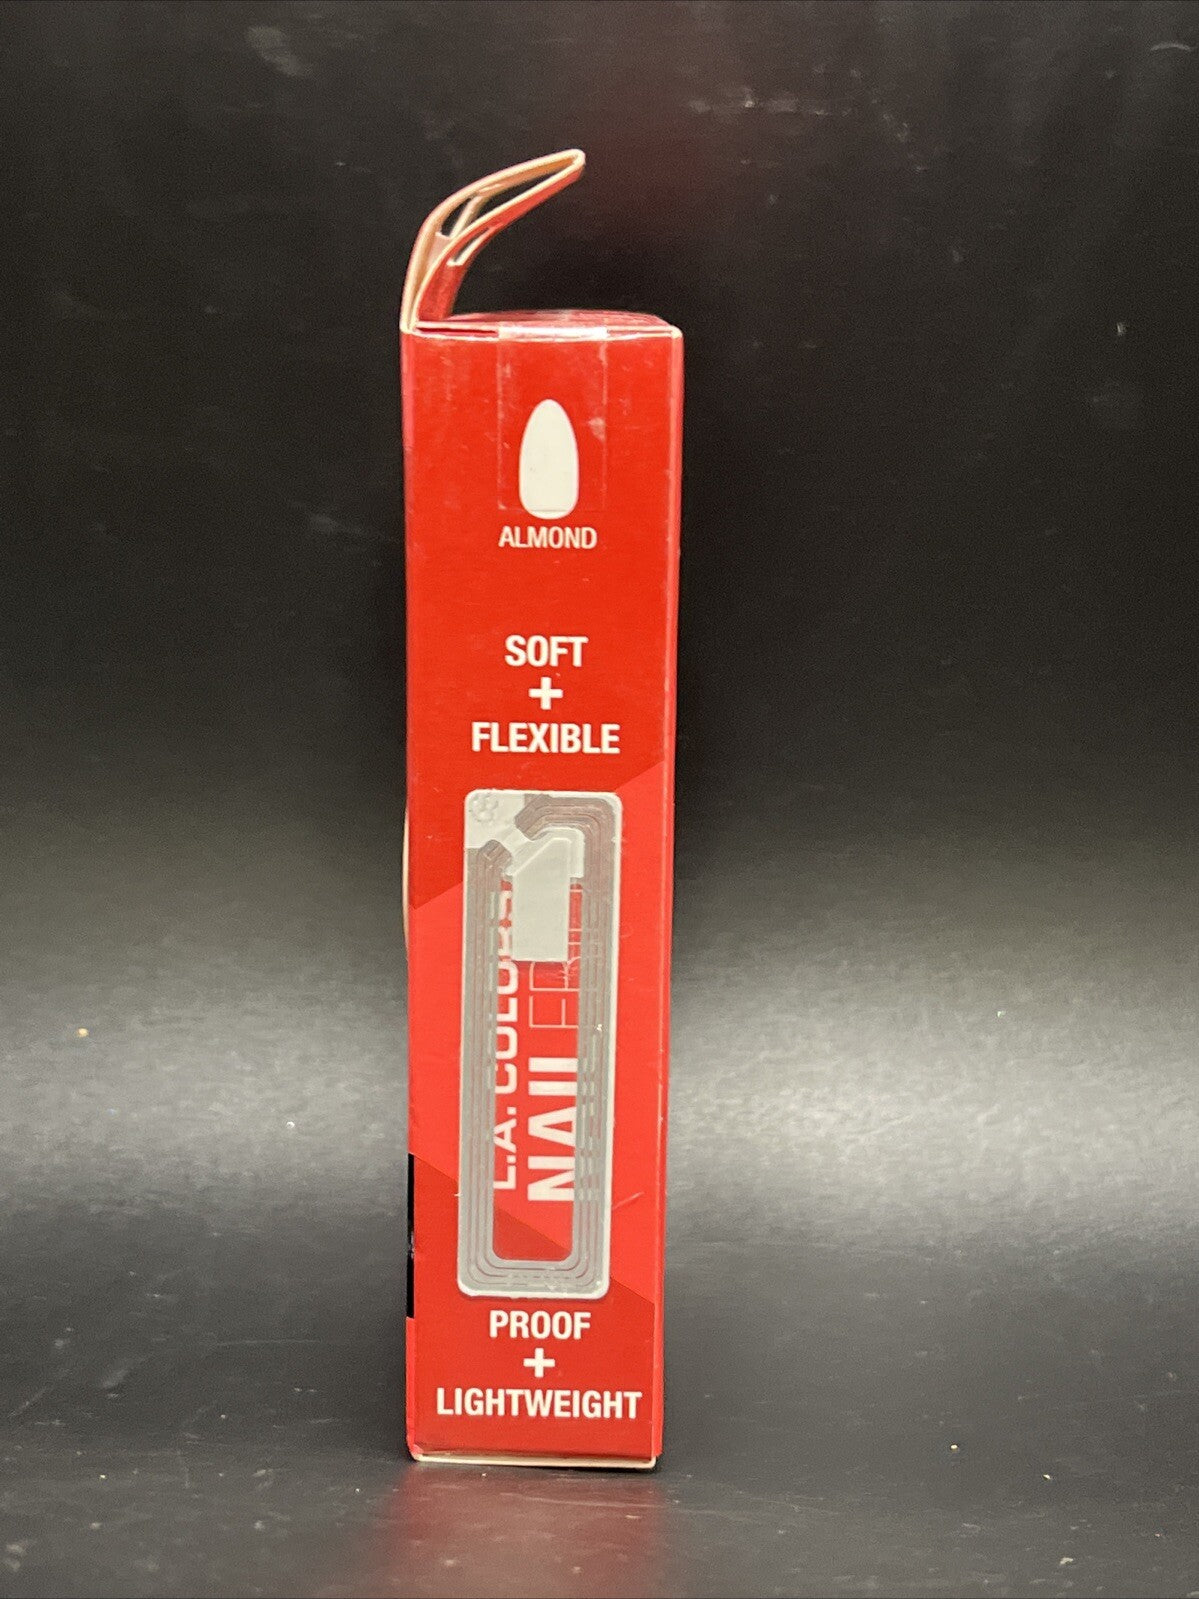 ALMOND
SOFT
+
FLEXIBLE
L.A. COLORS
NAIL
PROOF
+
LIGHTWEIGHT